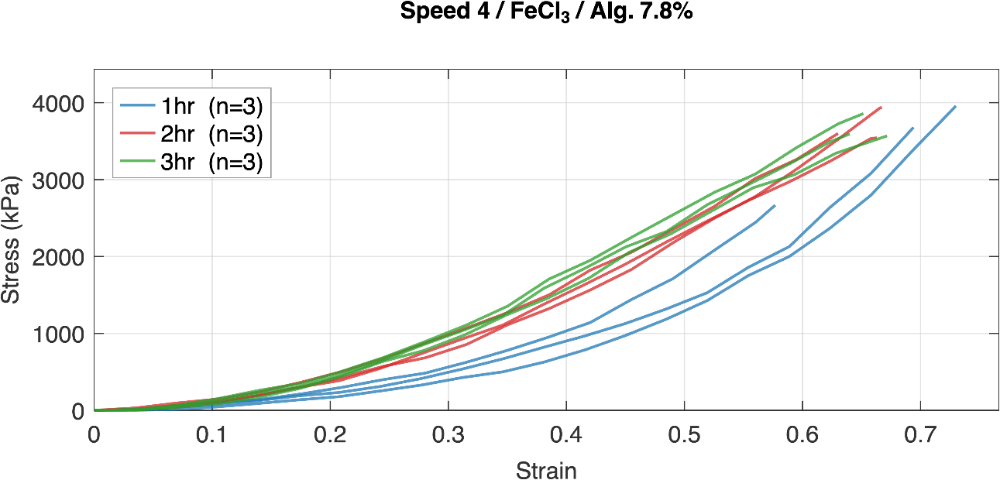 Speed 4 / FeCl₃ / Alg. 7.8%
1hr (n=3)
2hr (n=3)
3hr (n=3)
Stress (kPa)
4000
3000
2000
1000
0
0 0.1 0.2 0.3 0.4 0.5 0.6 0.7
Strain